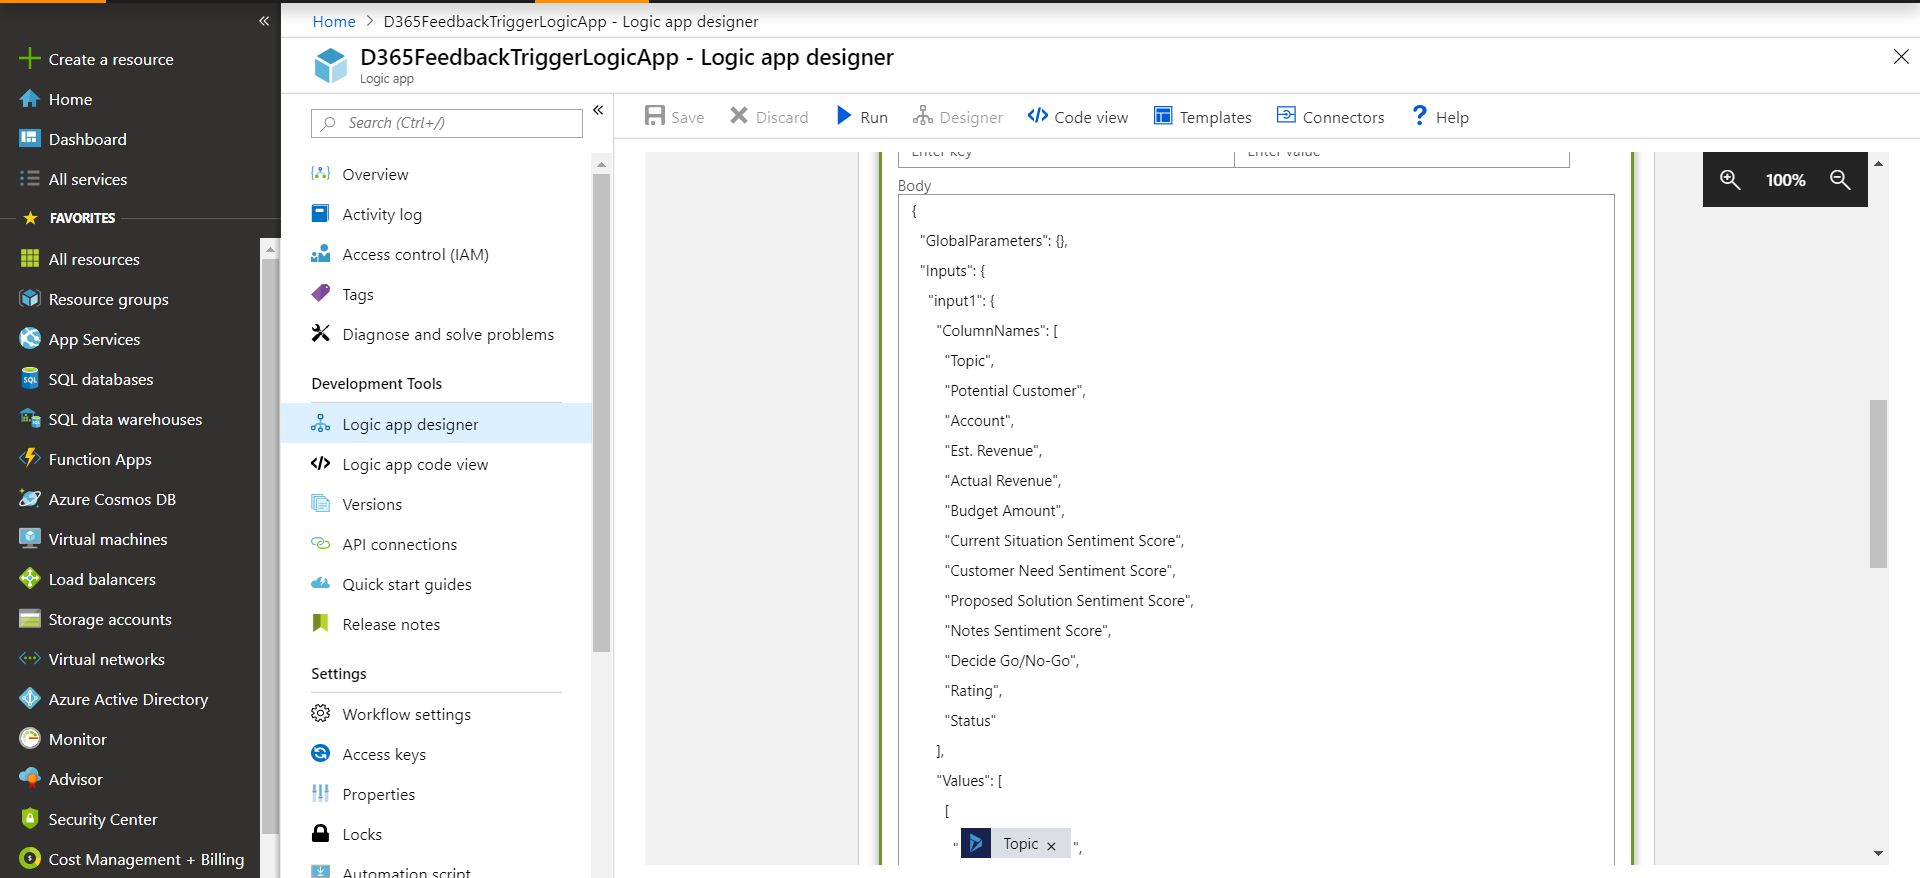 Home > D365FeedbackTriggerLogicApp - Logic app designer
D365FeedbackTriggerLogicApp - Logic app designer
Logic app
«
Create a resource
Home
Dashboard
All services
FAVORITES
All resources
Resource groups
App Services
SQL databases
SQL data warehouses
Function Apps
Azure Cosmos DB
Virtual machines
Load balancers
Storage accounts
Virtual networks
Azure Active Directory
Monitor
Advisor
Security Center
Cost Management + Billing
Search (Ctrl+/)
«
Overview
Activity log
Access control (IAM)
Tags
Diagnose and solve problems
Development Tools
Logic app designer
Logic app code view
Versions
API connections
Quick start guides
Release notes
Settings
Workflow settings
Access keys
Properties
Locks
Automation script
Save Discard Run Designer Code view Templates Connectors Help
100%
Enter key Enter value
Body
{
"GlobalParameters": {},
"Inputs": {
"input1": {
"ColumnNames": [
"Topic",
"Potential Customer",
"Account",
"Est. Revenue",
"Actual Revenue",
"Budget Amount",
"Current Situation Sentiment Score",
"Customer Need Sentiment Score",
"Proposed Solution Sentiment Score",
"Notes Sentiment Score",
"Decide Go/No-Go",
"Rating",
"Status"
],
"Values": [
[
" Topic × ",